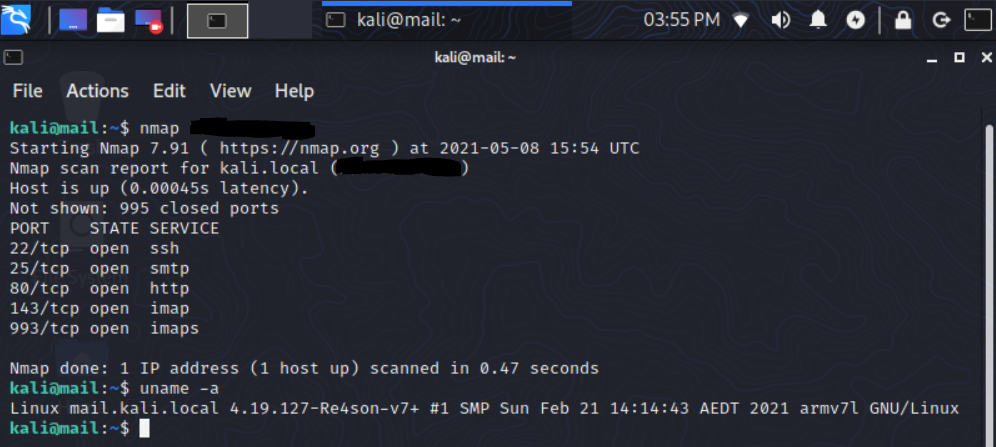 kali@mail: ~
03:55 PM
kali@mail: ~
File Actions Edit View Help
kali@mail:~$ nmap
Starting Nmap 7.91 ( https://nmap.org ) at 2021-05-08 15:54 UTC
Nmap scan report for kali.local ( )
Host is up (0.00045s latency).
Not shown: 995 closed ports
PORT STATE SERVICE
22/tcp open ssh
25/tcp open smtp
80/tcp open http
143/tcp open imap
993/tcp open imaps
Nmap done: 1 IP address (1 host up) scanned in 0.47 seconds
kali@mail:~$ uname -a
Linux mail.kali.local 4.19.127-Re4son-v7+ #1 SMP Sun Feb 21 14:14:43 AEDT 2021 armv7l GNU/Linux
kali@mail:~$